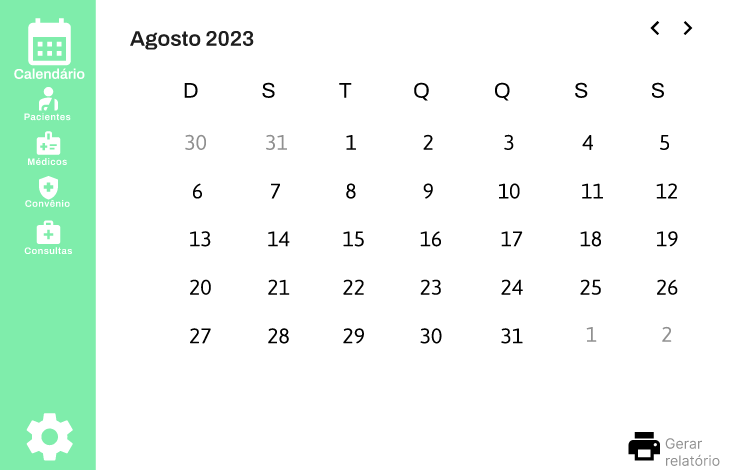 Calendário
Pacientes
Médicos
Convênio
Consultas
Agosto 2023
D S T Q Q S S
30 31 1 2 3 4 5
6 7 8 9 10 11 12
13 14 15 16 17 18 19
20 21 22 23 24 25 26
27 28 29 30 31 1 2
Gerar
relatório